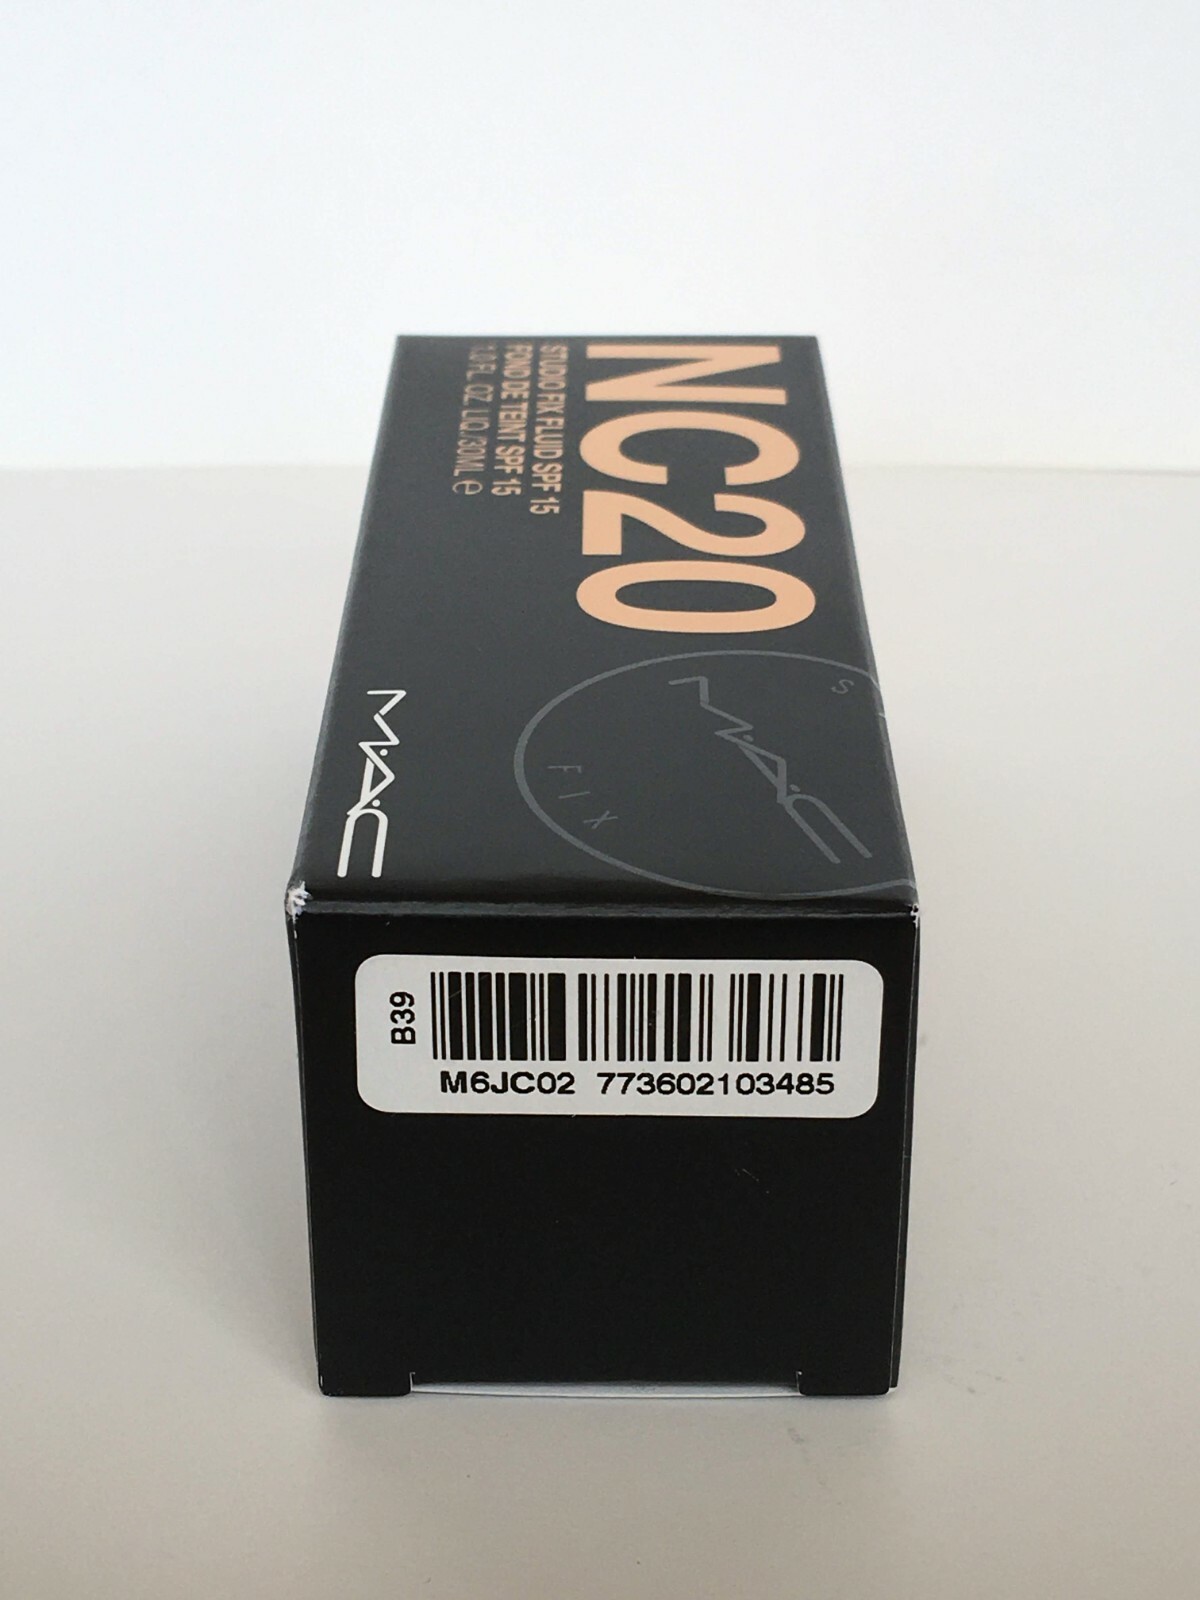 NC20
STUDIO FIX FLUID SPF 15
FOND DE TEINT SPF 15
1.0 FL. OZ. LIQ./30ML ℮
M·A·C
M·A·C
S
FIX
B39
M6JC02 773602103485